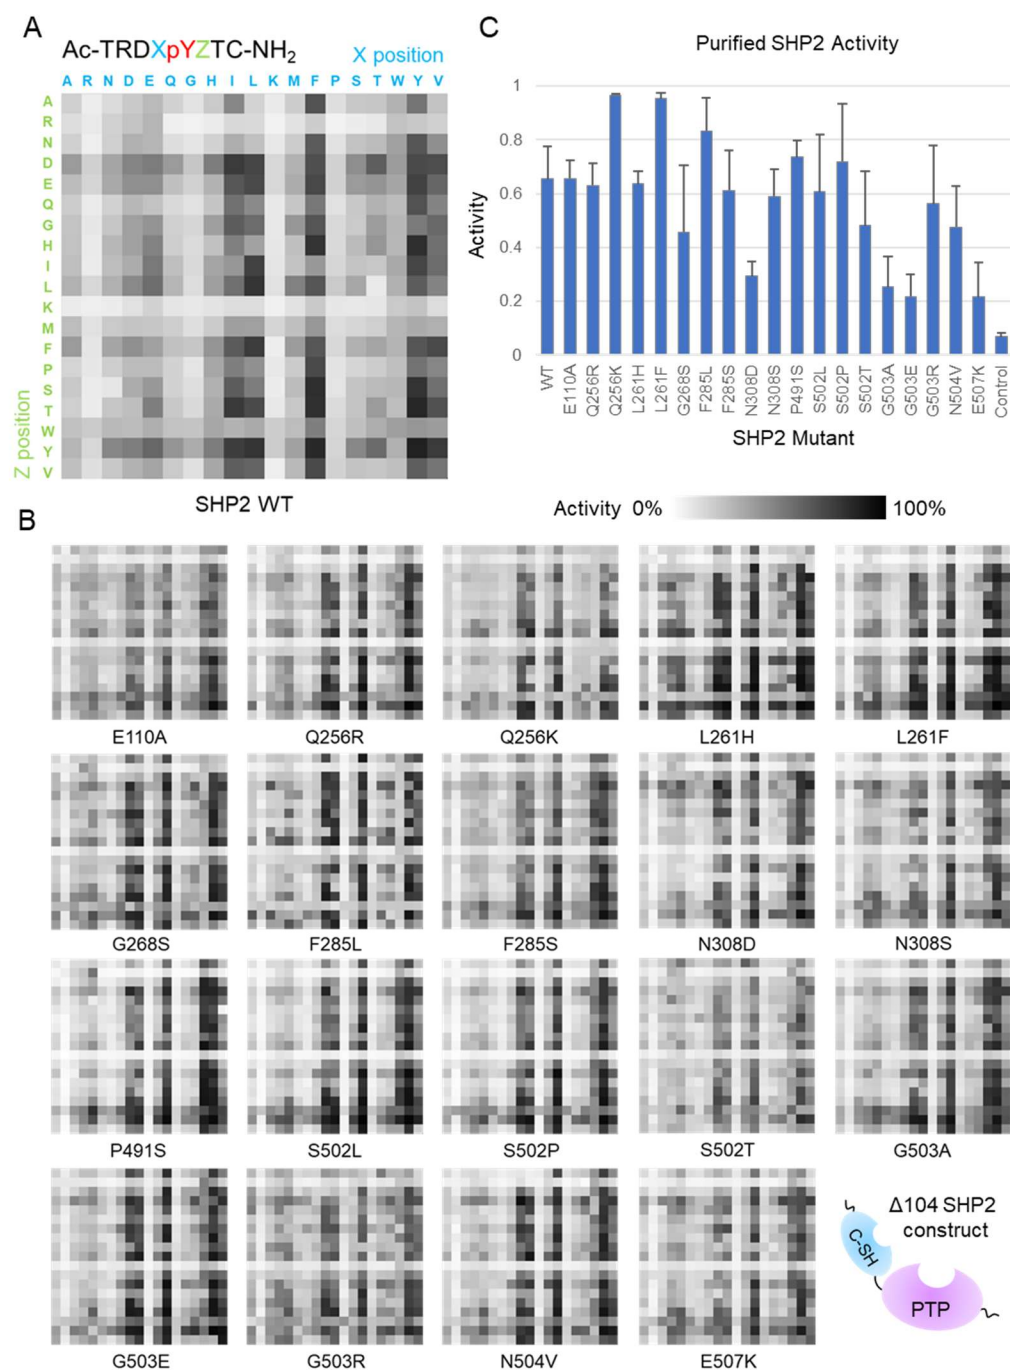 A
Ac-TRDXpYZTC-NH2
X position
A R N D E Q G H I L K M F P S T W Y V
A
R
N
D
E
Q
G
H
I
L
K
M
F
P
S
T
W
Y
V
Z position
SHP2 WT
C
Purified SHP2 Activity
Activity
1
0.8
0.6
0.4
0.2
0
WT
E110A
Q256R
Q256K
L261H
L261F
G268S
F285L
F285S
N308D
N308S
P491S
S502L
S502P
S502T
G503A
G503E
G503R
N504V
E507K
Control
SHP2 Mutant
Activity 0% 100%
B
E110A Q256R Q256K L261H L261F
G268S F285L F285S N308D N308S
P491S S502L S502P S502T G503A
G503E G503R N504V E507K
Δ104 SHP2
construct
C-SH
PTP